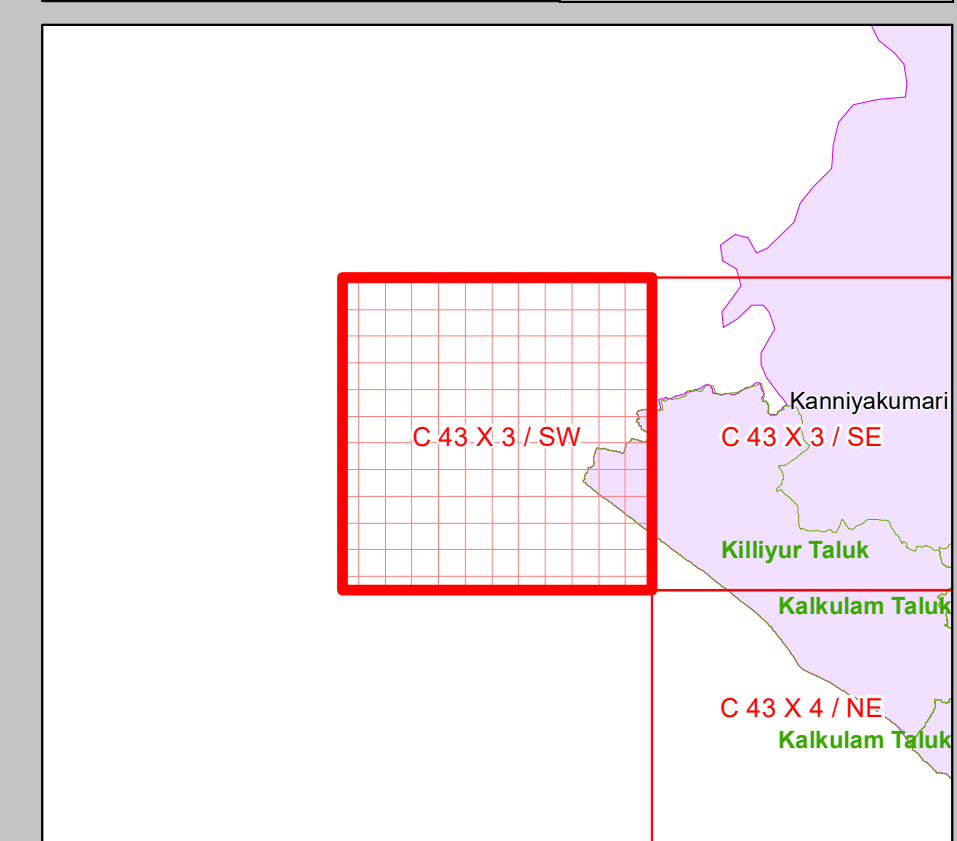 Kanniyakumari
C 43 X 3 / SW
C 43 X 3 / SE
Killiyur Taluk
Kalkulam Taluk
C 43 X 4 / NE
Kalkulam Taluk